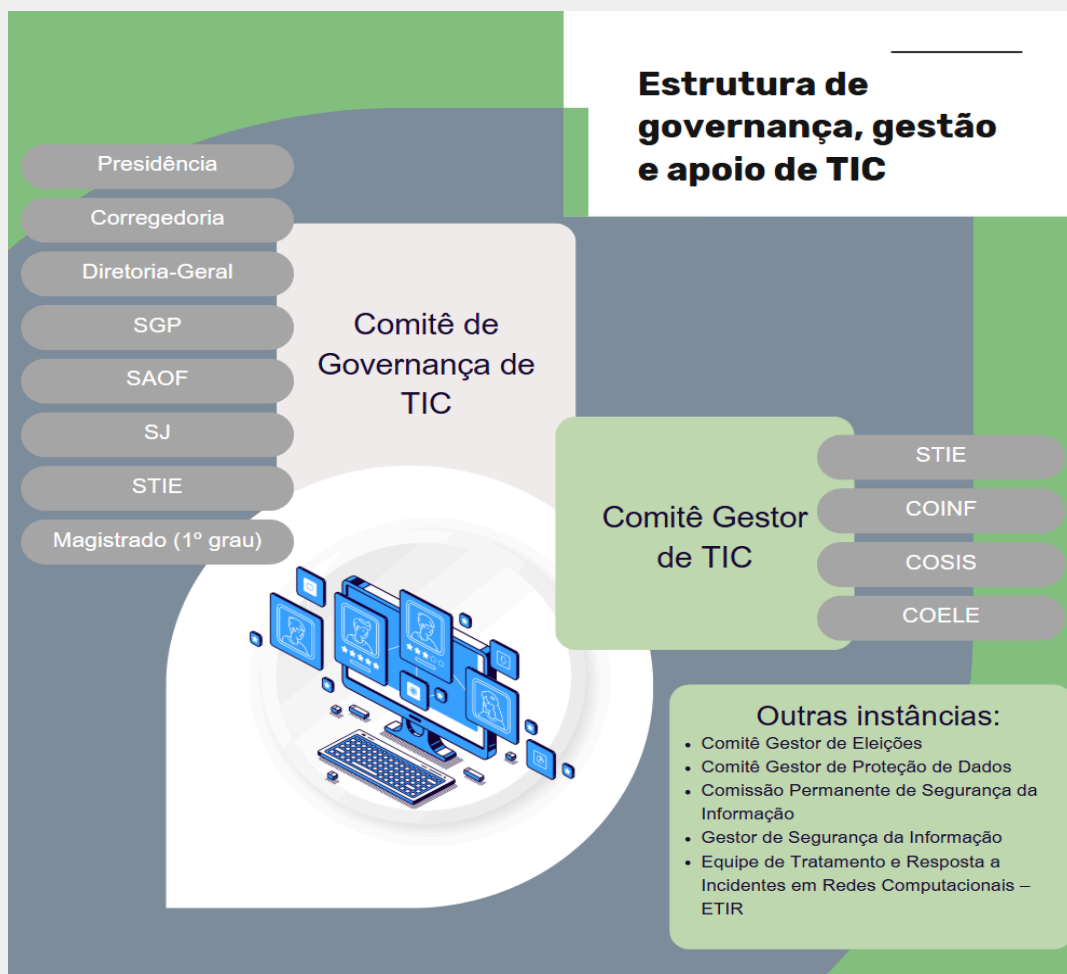 Estrutura de
governança, gestão
e apoio de TIC
Presidência
Corregedoria
Diretoria-Geral
SGP
SAOF
SJ
STIE
Magistrado (1º grau)
Comitê de
Governança de
TIC
Comitê Gestor
de TIC
STIE
COINF
COSIS
COELE
Outras instâncias:
• Comitê Gestor de Eleições
• Comitê Gestor de Proteção de Dados
• Comissão Permanente de Segurança da
Informação
• Gestor de Segurança da Informação
• Equipe de Tratamento e Resposta a
Incidentes em Redes Computacionais –
ETIR